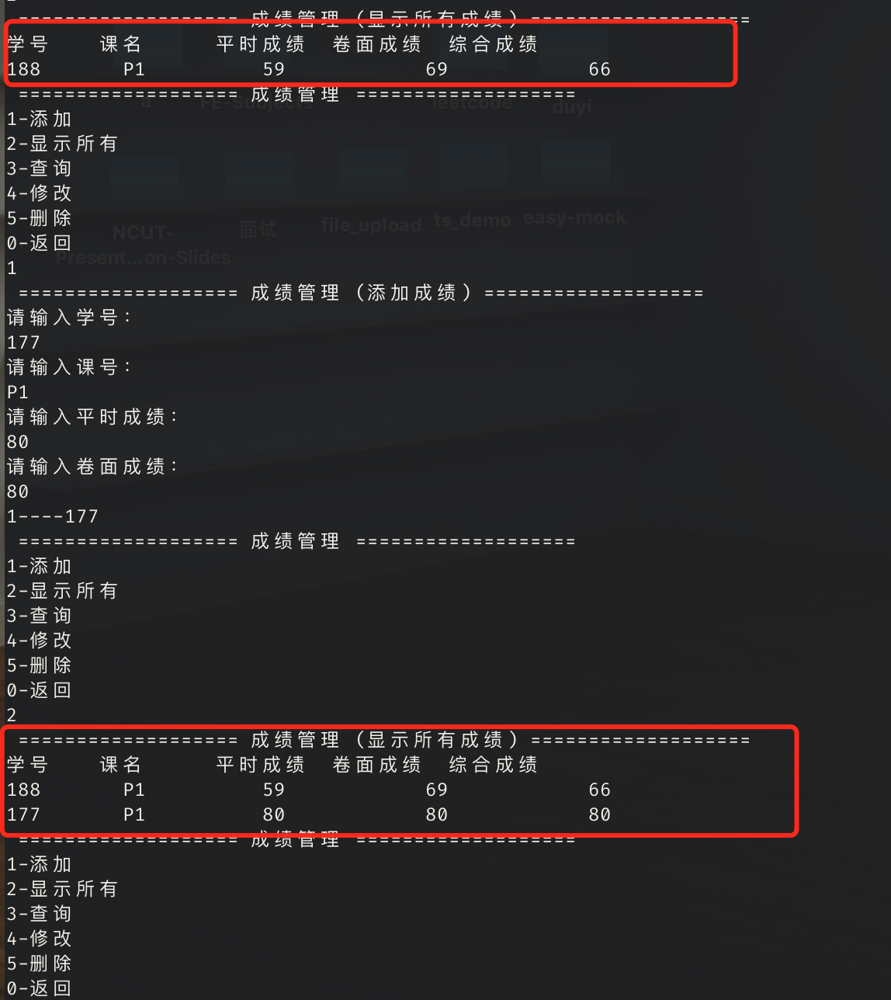 =================== 成绩管理（显示所有成绩）===================
学号 课名 平时成绩 卷面成绩 综合成绩
188 P1 59 69 66
=================== 成绩管理 ===================
a FE-Subjects leetcode duyi
1-添加
2-显示所有
3-查询
4-修改
5-删除
0-返回
NCUT-Present...on-Slides 面试 file_upload ts_demo easy-mock
1
=================== 成绩管理（添加成绩）===================
请输入学号：
177
请输入课号：
P1
请输入平时成绩：
80
请输入卷面成绩：
80
1----177
=================== 成绩管理 ===================
1-添加
2-显示所有
3-查询
4-修改
5-删除
0-返回
2
=================== 成绩管理（显示所有成绩）===================
学号 课名 平时成绩 卷面成绩 综合成绩
188 P1 59 69 66
177 P1 80 80 80
=================== 成绩管理 ===================
1-添加
2-显示所有
3-查询
4-修改
5-删除
0-返回